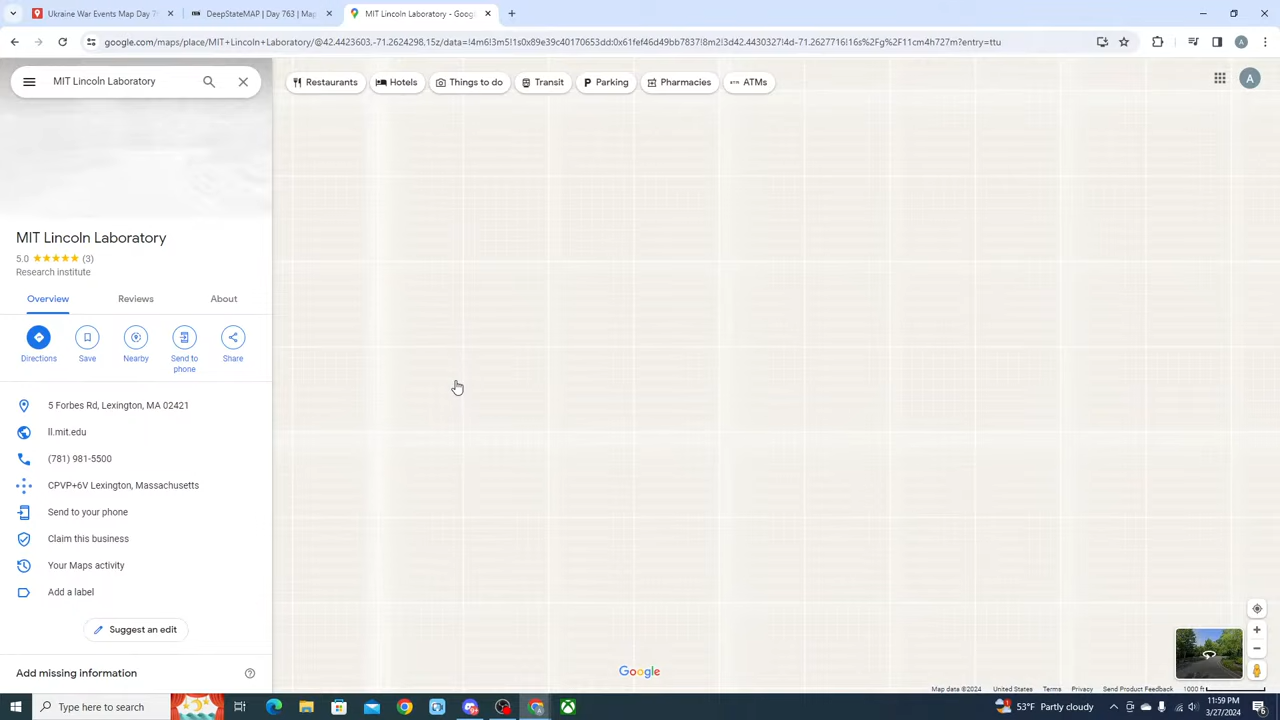 Ukraine War Events Map Day 7
DeepStateMAP | Day 763 | Map
MIT Lincoln Laboratory - Goog
google.com/maps/place/MIT+Lincoln+Laboratory/@42.4423603,-71.2624298,15z/data=!4m6!3m5!1s0x89e39c40170653dd:0x61fef46d49bb7837!8m2!3d42.4430327!4d-71.2627716!16s%2Fg%2F11cm4h727m?entry=ttu
MIT Lincoln Laboratory
Restaurants
Hotels
Things to do
Transit
Parking
Pharmacies
ATMs
A
MIT Lincoln Laboratory
5.0 (3)
Research institute
Overview
Reviews
About
Directions
Save
Nearby
Send to
phone
Share
5 Forbes Rd, Lexington, MA 02421
ll.mit.edu
(781) 981-5500
CPVP+6V Lexington, Massachusetts
Send to your phone
Claim this business
Your Maps activity
Add a label
Suggest an edit
Add missing information
Google
Map data ©2024 United States Terms Privacy Send Product Feedback 1000 ft
Type here to search
53°F Partly cloudy
11:59 PM
3/27/2024